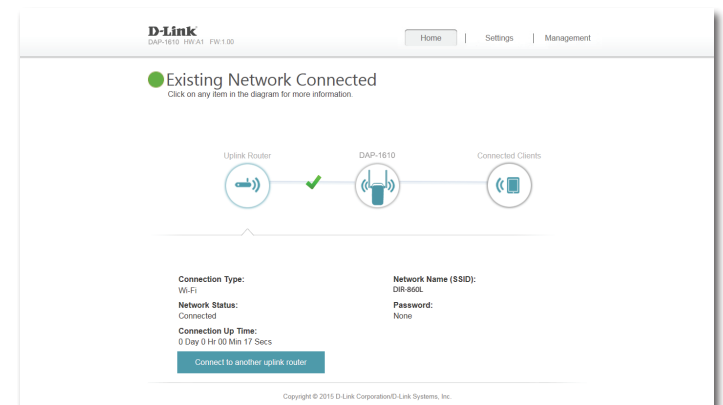 D-Link
DAP-1610 HW:A1 FW:1.00
Home | Settings | Management
Existing Network Connected
Click on any item in the diagram for more information.
Uplink Router DAP-1610 Connected Clients
Connection Type: Network Name (SSID):
Wi-Fi DIR-860L
Network Status: Password:
Connected None
Connection Up Time:
0 Day 0 Hr 00 Min 17 Secs
Connect to another uplink router
Copyright © 2015 D-Link Corporation/D-Link Systems, Inc.